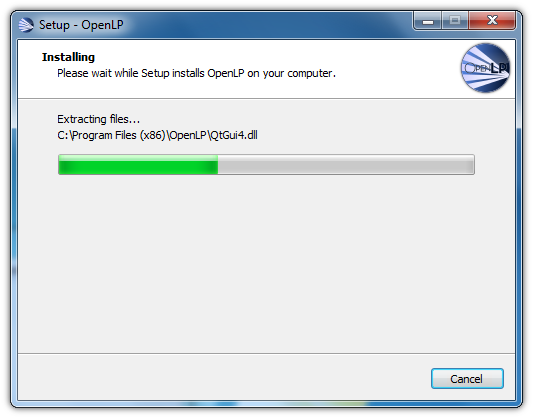 Setup - OpenLP
Installing
Please wait while Setup installs OpenLP on your computer.
OPENLP
Extracting files...
C:\Program Files (x86)\OpenLP\QtGui4.dll
Cancel